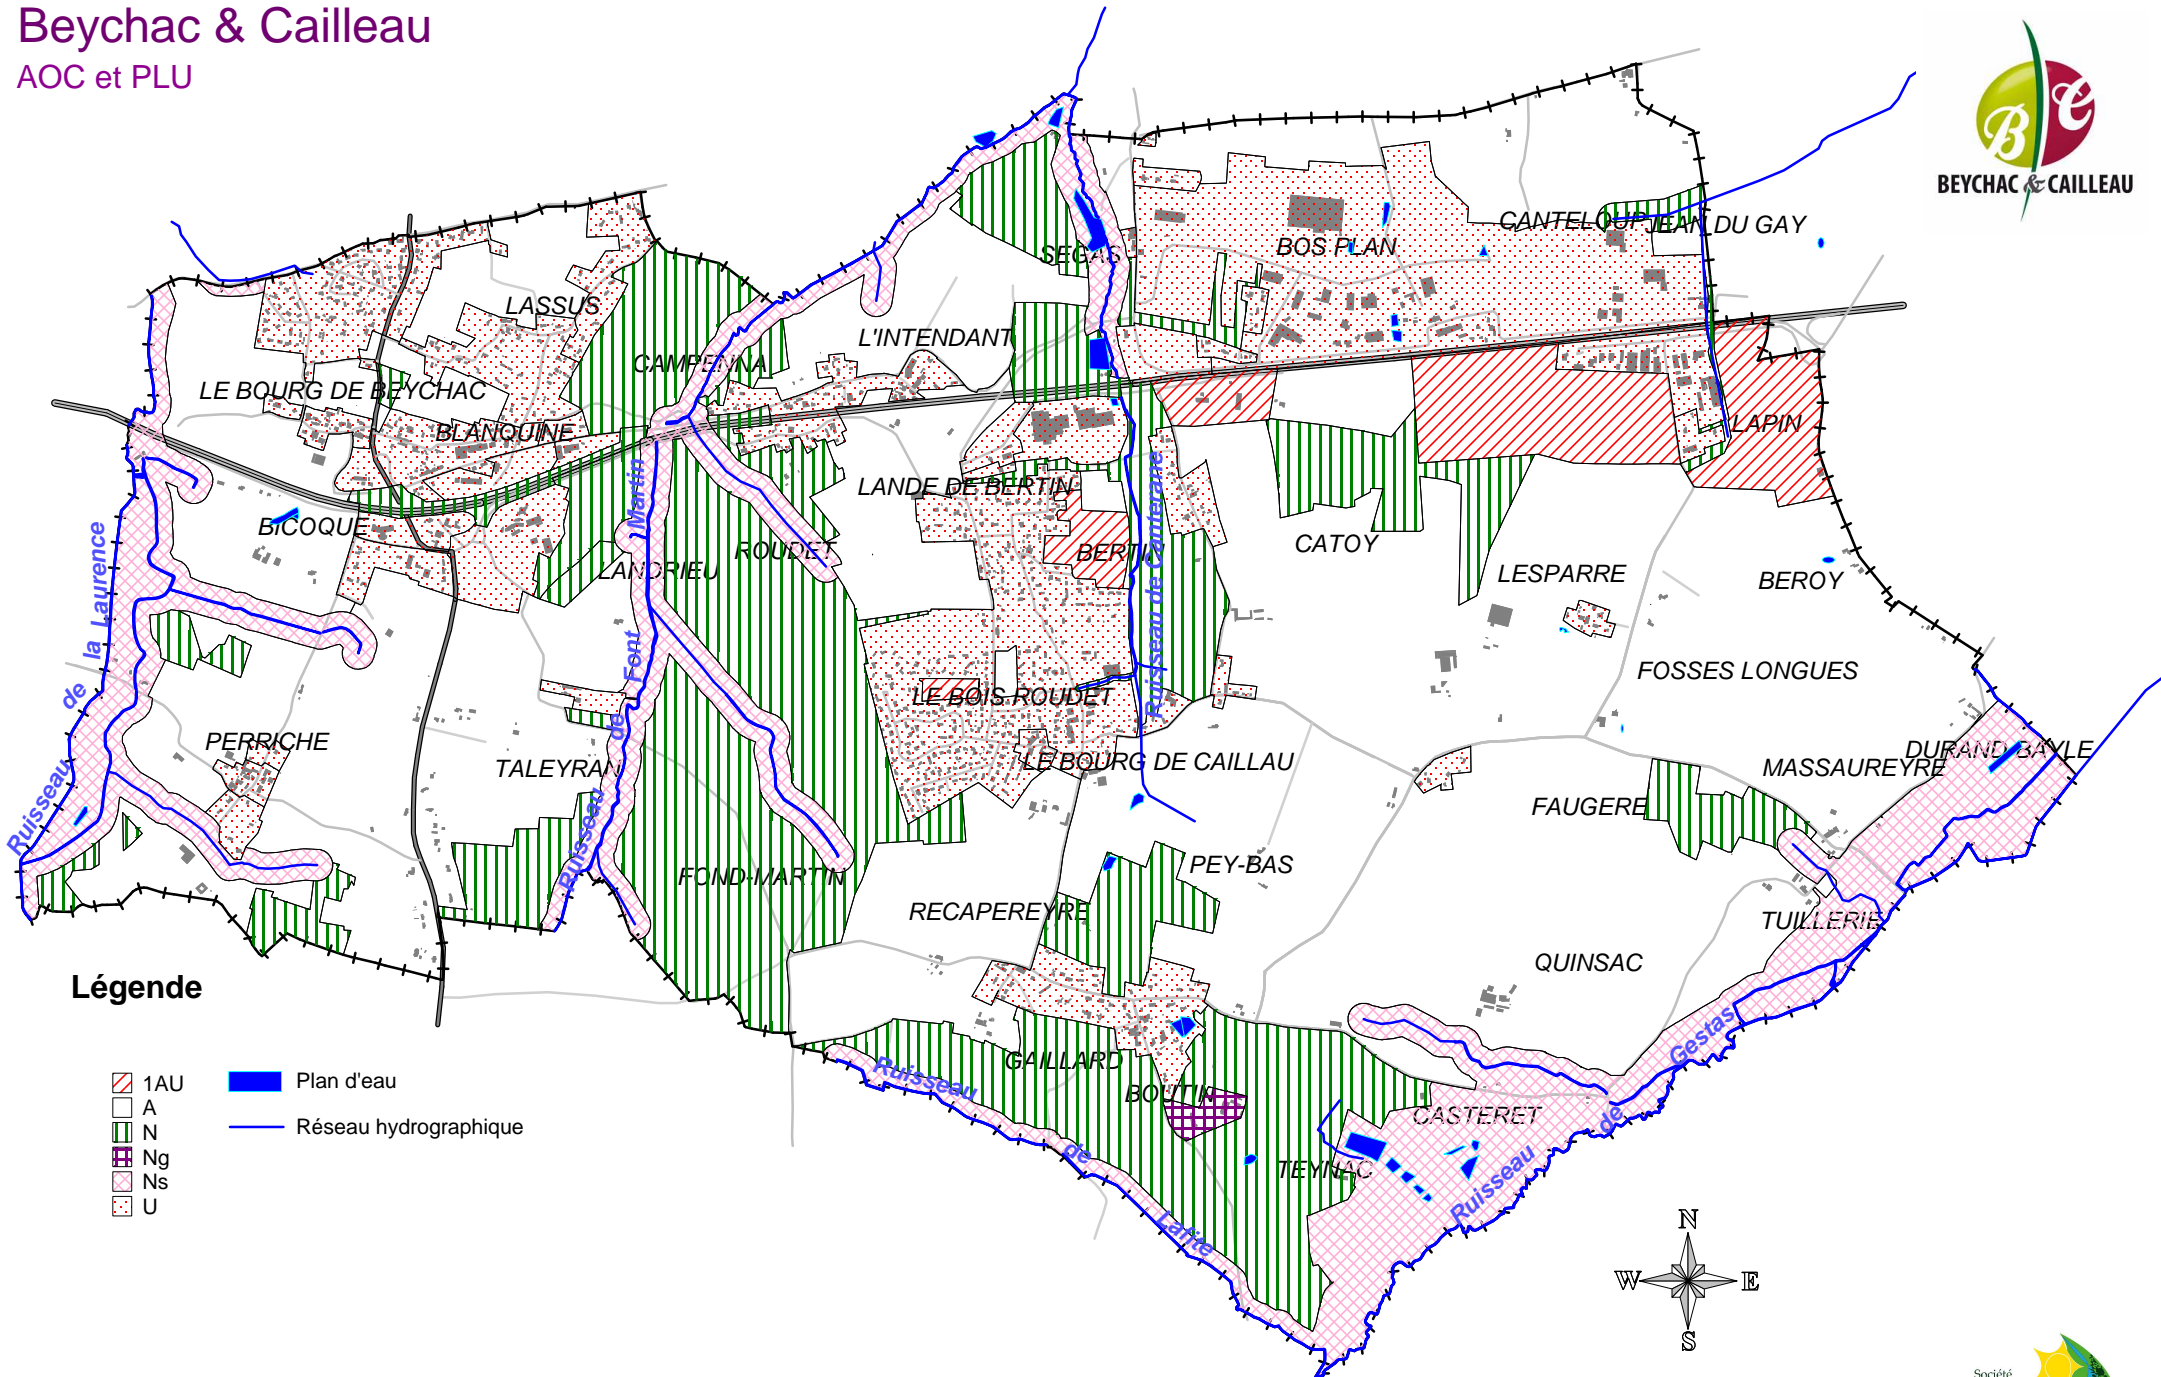 Beychac & Cailleau
AOC et PLU
B C
BEYCHAC & CAILLEAU
CANTELOUP
JEAN DU GAY
BOS PLAN
SEGAS
LASSUS
L'INTENDANT
CAMPENNA
LE BOURG DE BEYCHAC
BLANQUINE
LAPIN
LANDE DE BERTIN
BICOQUE
ROUDET
BERTIN
CATOY
LANDRIEU
LESPARRE
BEROY
FOSSES LONGUES
LE BOIS ROUDET
PERRICHE
TALEYRAN
LE BOURG DE CAILLAU
DURAND BAYLE
MASSAUREYRE
FAUGERE
PEY-BAS
FOND-MARTIN
RECAPEREYRE
TUILLERIE
QUINSAC
GAILLARD
BOUTIN
CASTERET
TEYNAC
Ruisseau de la Laurence
Ruisseau de Font Martin
Ruisseau de Canterane
Ruisseau de Lafite
Ruisseau de Gestas
Légende
1AU
A
N
Ng
Ns
U
Plan d'eau
Réseau hydrographique
N
W E
S
Société